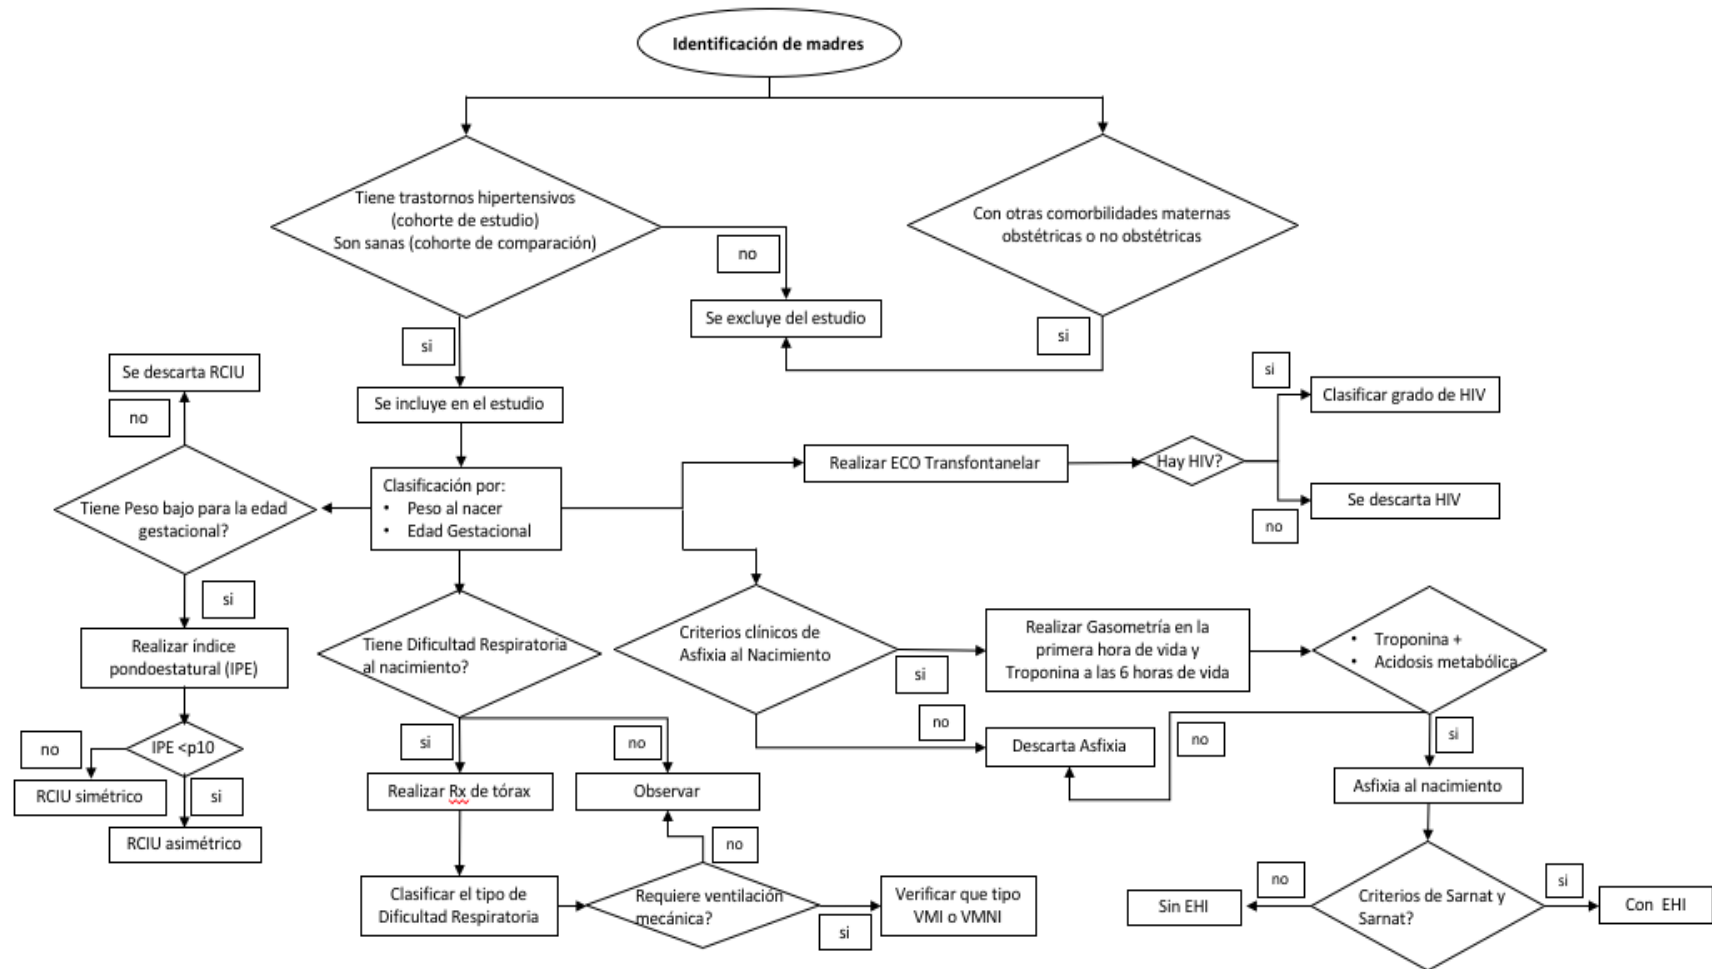 Identificación de madres
Tiene trastornos hipertensivos
(cohorte de estudio)
Son sanas (cohorte de comparación)
Con otras comorbilidades maternas
obstétricas o no obstétricas
no
Se excluye del estudio
si
si
Se descarta RCIU
no
Se incluye en el estudio
si
Clasificar grado de HIV
Realizar ECO Transfontanelar
Hay HIV?
Se descarta HIV
no
Clasificación por:
• Peso al nacer
• Edad Gestacional
Tiene Peso bajo para la edad
gestacional?
si
Realizar índice
pondoestatural (IPE)
IPE <p10
no
RCIU simétrico
si
RCIU asimétrico
Tiene Dificultad Respiratoria
al nacimiento?
si
no
Realizar Rx de tórax
Observar
Clasificar el tipo de
Dificultad Respiratoria
no
Requiere ventilación
mecánica?
si
Verificar que tipo
VMI o VMNI
Criterios clínicos de
Asfixia al Nacimiento
si
no
Realizar Gasometría en la
primera hora de vida y
Troponina a las 6 horas de vida
• Troponina +
• Acidosis metabólica
Descarta Asfixia
no
si
Asfixia al nacimiento
Criterios de Sarnat y
Sarnat?
no
Sin EHI
si
Con EHI